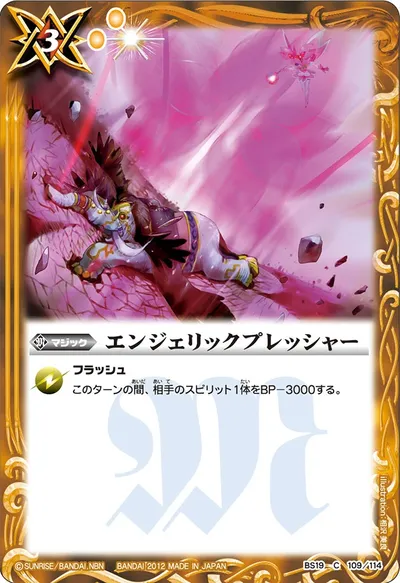 3
マジック
エンジェリックプレッシャー
フラッシュ
このターンの間、相手のスピリット1体をBP-3000する。
©SUNRISE/BANDAI, NBN BANDAI 2012 MADE IN JAPAN
BS19 C 109/114